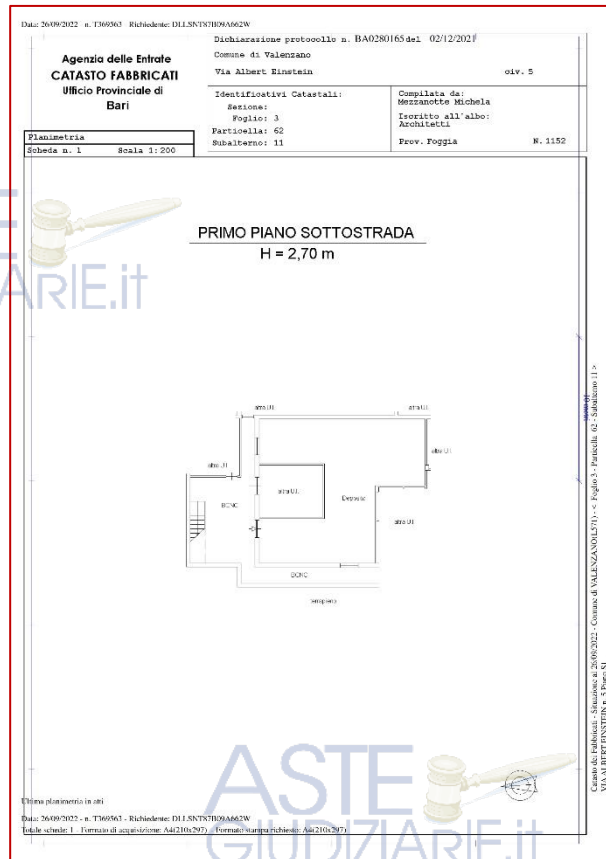 Data: 26/09/2022 - n. T369563 - Richiedente: DLLSNT87B09A662W
Agenzia delle Entrate
CATASTO FABBRICATI
Ufficio Provinciale di
Bari
Dichiarazione protocollo n. BA0280165 del 02/12/2021
Comune di Valenzano
Via Albert Einstein civ. 5
Identificativi Catastali:
Sezione:
Foglio: 3
Particella: 62
Subalterno: 11
Compilata da:
Mezzanotte Michela
Iscritto all'albo:
Architetti
Prov. Foggia N. 1152
Planimetria
Scheda n. 1 Scala 1:200
PRIMO PIANO SOTTOSTRADA
H = 2,70 m
ARIE.it
altra U.I.
altra U.I.
altra U.I.
altra U.I.
altra U.I.
Deposito
BCNC
altra U.I.
BCNC
terrapieno
10 metri
Catasto dei Fabbricati - Situazione al 26/09/2022 - Comune di VALENZANO(L571) - < Foglio 3 - Particella 62 - Subalterno 11 >
VIA ALBERT EINSTEIN n. 5 Piano S1
ASTE
GIUDIZIARIE.it
Ultima planimetria in atti
Data: 26/09/2022 - n. T369563 - Richiedente: DLLSNT87B09A662W
Totale schede: 1 - Formato di acquisizione: A4(210x297) - Formato stampa richiesto: A4(210x297)